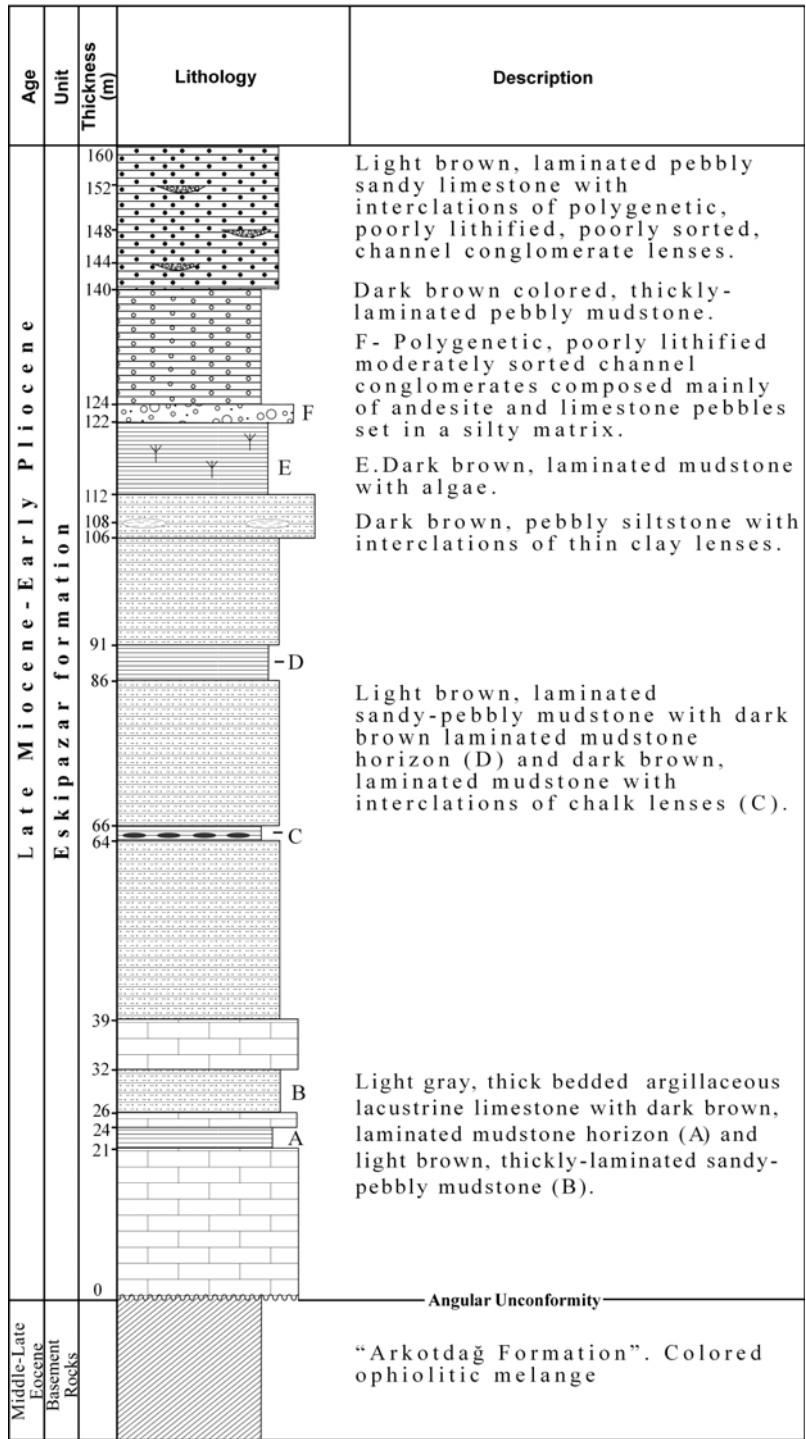 Age
Unit
Thickness
(m)
Lithology
Description
Late Miocene-Early Pliocene
Eskipazar formation
160
152
148
144
140
124
122
112
108
106
91
86
66
64
39
32
26
24
21
0
F
E
D
C
B
A
Light brown, laminated pebbly
sandy limestone with
interclations of polygenetic,
poorly lithified, poorly sorted,
channel conglomerate lenses.
Dark brown colored, thickly-
laminated pebbly mudstone.
F- Polygenetic, poorly lithified
moderately sorted channel
conglomerates composed mainly
of andesite and limestone pebbles
set in a silty matrix.
E.Dark brown, laminated mudstone
with algae.
Dark brown, pebbly siltstone with
interclations of thin clay lenses.
Light brown, laminated
sandy-pebbly mudstone with dark
brown laminated mudstone
horizon (D) and dark brown,
laminated mudstone with
interclations of chalk lenses (C).
Light gray, thick bedded argillaceous
lacustrine limestone with dark brown,
laminated mudstone horizon (A) and
light brown, thickly-laminated sandy-
pebbly mudstone (B).
Angular Unconformity
Middle-Late
Eocene
Basement
Rocks
“Arkotdağ Formation”. Colored
ophiolitic melange